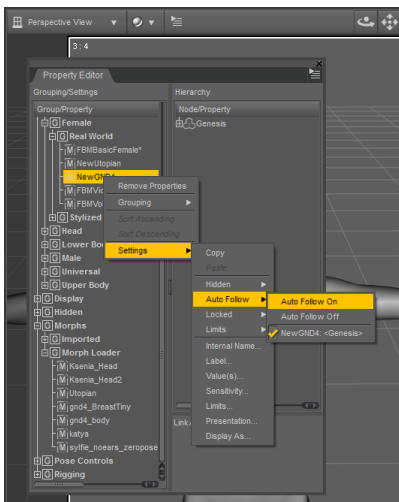 Perspective View
3 : 4
Property Editor
Grouping/Settings
Hierarchy
Group/Property
Node/Property
G Female
Genesis
G Real World
M FBMBasicFemale*
M NewUtopian
NewGND4
M FBMVic
M FBMVo
G Stylized
G Head
G Lower Bo
G Male
G Universal
G Upper Body
G Display
G Hidden
G Morphs
G Imported
G Morph Loader
M Ksenia_Head
M Ksenia_Head2
M Utopian
M gnd4_BreastTiny
M gnd4_body
M katya
M sylfie_noears_zeropose
G Pose Controls
G Rigging
Remove Properties
Grouping
Sort Ascending
Sort Descending
Settings
Copy
Paste
Hidden
Auto Follow
Locked
Limits
Internal Name...
Label...
Value(s)...
Sensitivity...
Limits...
Presentation...
Display As...
Auto Follow On
Auto Follow Off
NewGND4: <Genesis>